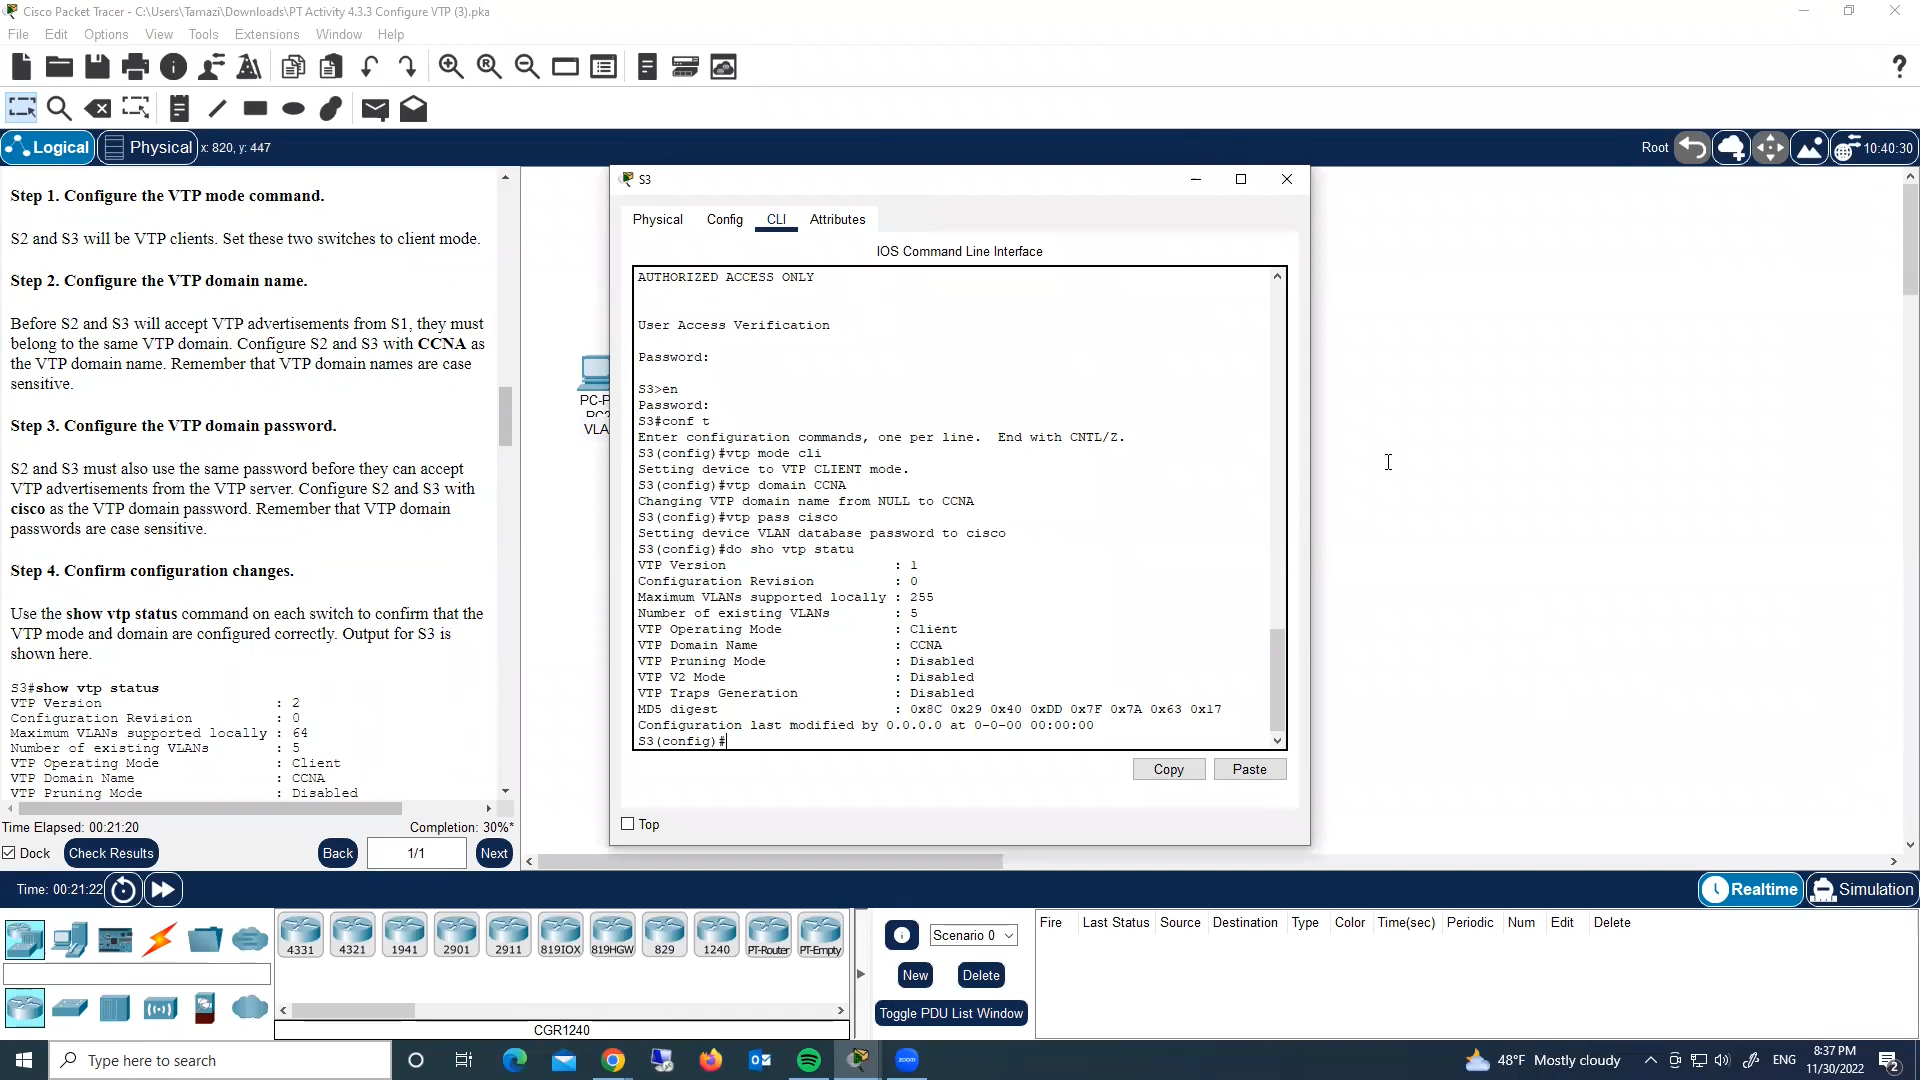 Cisco Packet Tracer - C:\Users\Tamazi\Downloads\PT Activity 4.3.3 Configure VTP (3).pka
File Edit Options View Tools Extensions Window Help
Logical Physical x: 820, y: 447
Root 10:40:30
Step 1. Configure the VTP mode command.
S2 and S3 will be VTP clients. Set these two switches to client mode.
Step 2. Configure the VTP domain name.
Before S2 and S3 will accept VTP advertisements from S1, they must
belong to the same VTP domain. Configure S2 and S3 with CCNA as
the VTP domain name. Remember that VTP domain names are case
sensitive.
Step 3. Configure the VTP domain password.
S2 and S3 must also use the same password before they can accept
VTP advertisements from the VTP server. Configure S2 and S3 with
cisco as the VTP domain password. Remember that VTP domain
passwords are case sensitive.
Step 4. Confirm configuration changes.
Use the show vtp status command on each switch to confirm that the
VTP mode and domain are configured correctly. Output for S3 is
shown here.
S3#show vtp status
VTP Version : 2
Configuration Revision : 0
Maximum VLANs supported locally : 64
Number of existing VLANs : 5
VTP Operating Mode : Client
VTP Domain Name : CCNA
VTP Pruning Mode : Disabled
Time Elapsed: 00:21:20 Completion: 30%*
Dock Check Results Back 1/1 Next
PC-P
VLA
S3
Physical Config CLI Attributes
IOS Command Line Interface
AUTHORIZED ACCESS ONLY
User Access Verification
Password:
S3>en
Password:
S3#conf t
Enter configuration commands, one per line.  End with CNTL/Z.
S3(config)#vtp mode cli
Setting device to VTP CLIENT mode.
S3(config)#vtp domain CCNA
Changing VTP domain name from NULL to CCNA
S3(config)#vtp pass cisco
Setting device VLAN database password to cisco
S3(config)#do sho vtp statu
VTP Version : 1
Configuration Revision : 0
Maximum VLANs supported locally : 255
Number of existing VLANs : 5
VTP Operating Mode : Client
VTP Domain Name : CCNA
VTP Pruning Mode : Disabled
VTP V2 Mode : Disabled
VTP Traps Generation : Disabled
MD5 digest : 0x8C 0x29 0x40 0xDD 0x7F 0x7A 0x63 0x17
Configuration last modified by 0.0.0.0 at 0-0-00 00:00:00
S3(config)#
Copy Paste
Top
Time: 00:21:22
Realtime Simulation
4331 4321 1941 2901 2911 819IOX 819HGW 829 1240 PT-Router PT-Empty
CGR1240
Scenario 0
New Delete
Toggle PDU List Window
Fire Last Status Source Destination Type Color Time(sec) Periodic Num Edit Delete
Type here to search
zoom
48°F Mostly cloudy
ENG
8:37 PM
11/30/2022
2